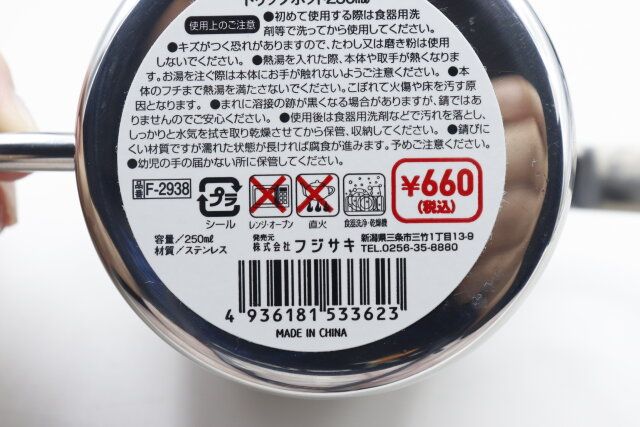 ドリップポット250㎖
使用上のご注意 ●初めて使用する際は食器用洗
剤等で洗ってから使用してください。
●キズがつく恐れがありますので、たわし又は磨き粉は使用
しないでください。●熱湯を入れた際、本体や取手が熱くなりま
す。お湯を注ぐ際は本体にお手が触れないようご注意ください。●本
体のフチまで熱湯を満たさないでください。こぼれて火傷や床を汚す原
因となります。●まれに溶接の跡が黒くなる場合がありますが、錆ではあ
りませんのでご安心ください。●使用後は食器用洗剤などで汚れを落とし、
しっかりと水気を拭き取り乾燥させてから保管、収納してください。●錆びに
くい材質ですが濡れた状態が長ければ腐食が進みます。予めご注意ください。
●幼児の手の届かない所に保管してください。
品番 F-2938
プラ
シール
レンジ・オーブン
直火
食器洗浄・乾燥機
¥660
(税込)
容量／250㎖
材質／ステンレス
発売元
株式会社 フジサキ
新潟県三条市三竹1丁目13-9
TEL.0256-35-8880
4 936181 533623
MADE IN CHINA